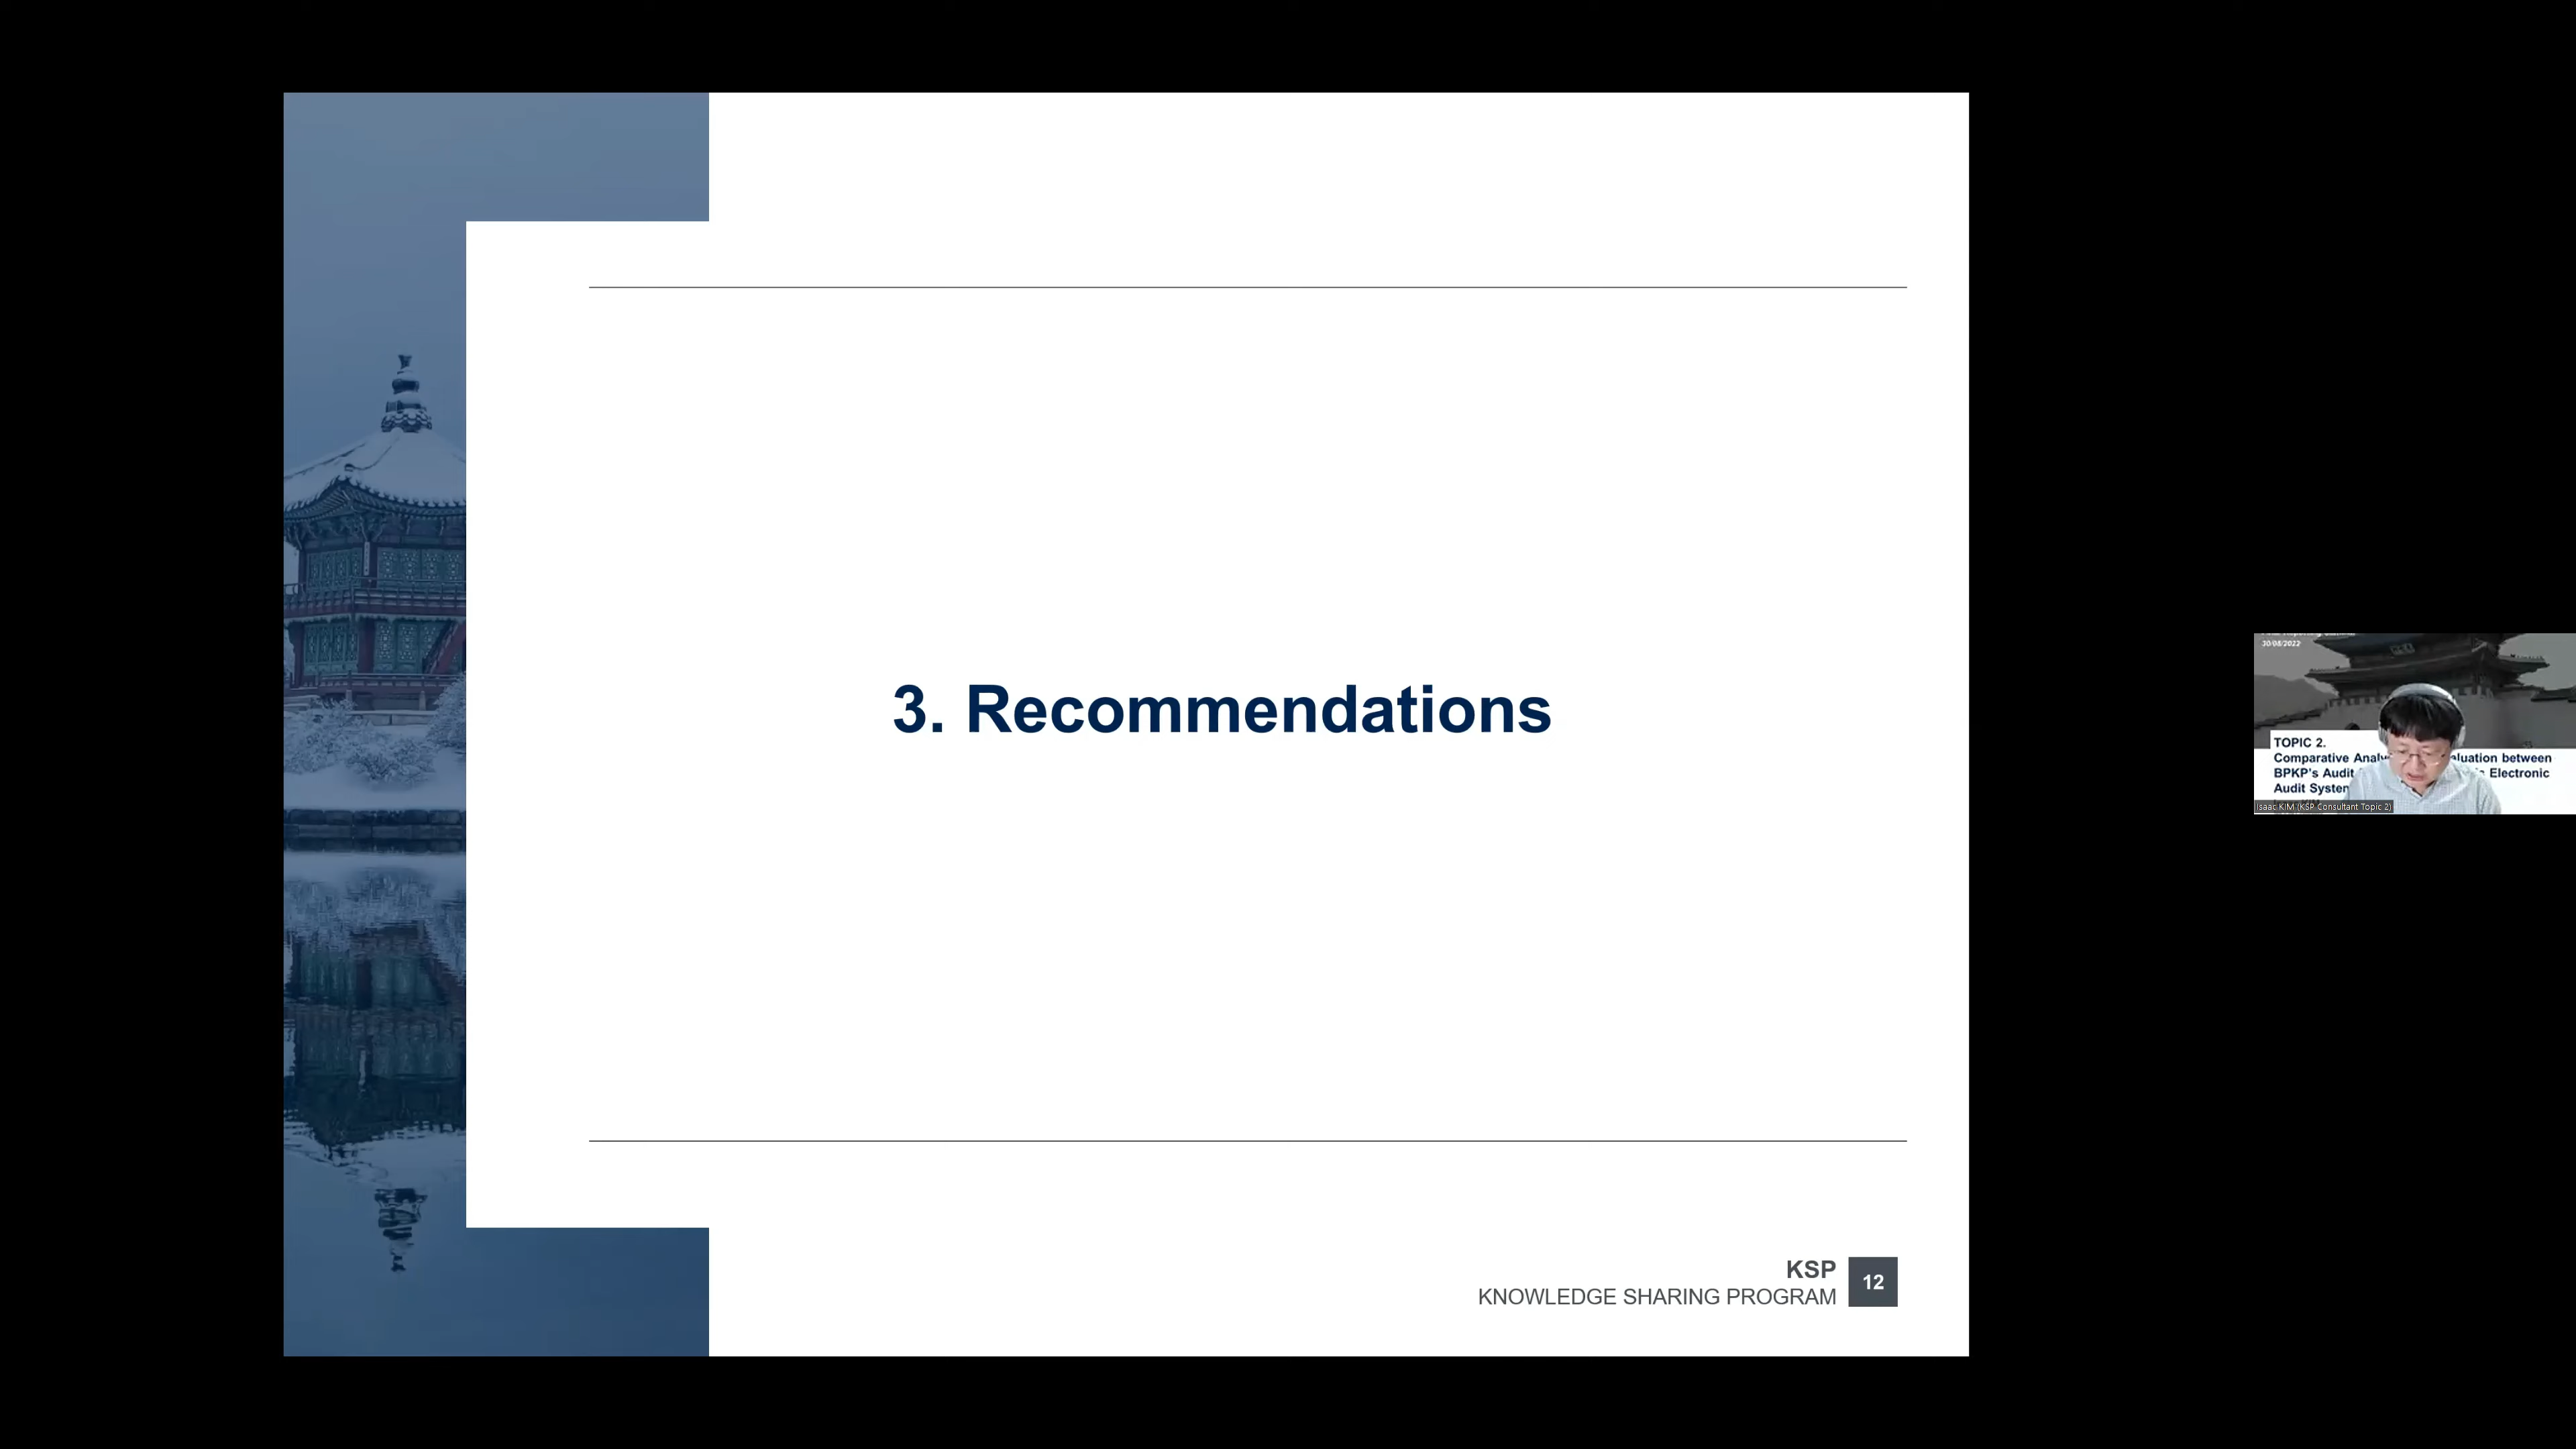 3. Recommendations
KSP
KNOWLEDGE SHARING PROGRAM
12
30/08/2022
TOPIC 2.
Comparative Analy aluation between
BPKP's Audit s Electronic
Audit System
Isaac KIM (KSP Consultant Topic 2)